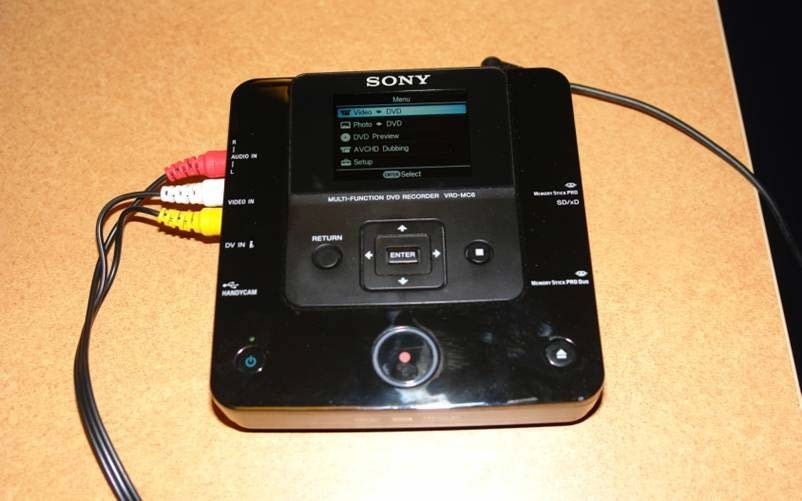 SONY
Menu
Video DVD
Photo DVD
DVD Preview
AVCHD Dubbing
Setup
Select
R
AUDIO IN
L
VIDEO IN
DV IN
HANDYCAM
MULTI-FUNCTION DVD RECORDER VRD-MC6
MEMORY STICK PRO
SD/xD
RETURN
ENTER
MEMORY STICK PRO DUO